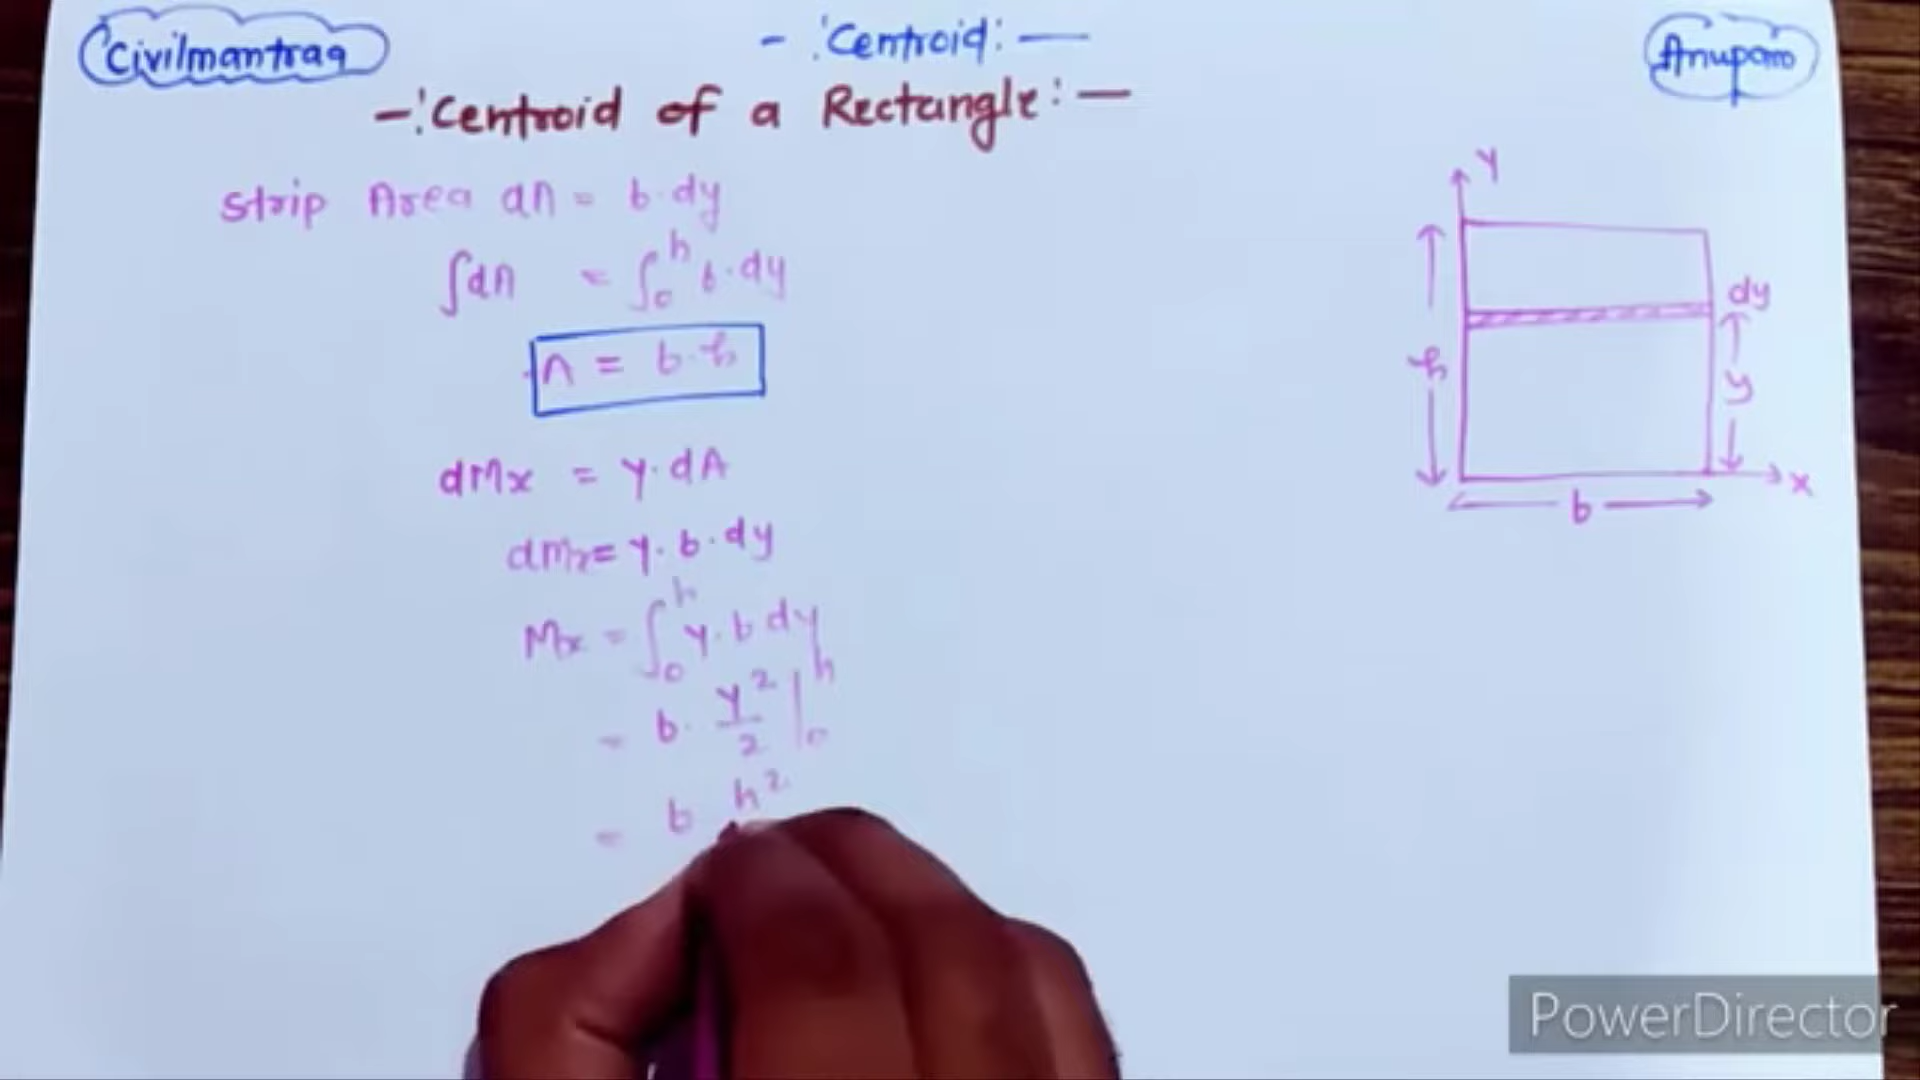 Civilmantraa
- :Centroid: —
Anupam
-:Centroid of a Rectangle:—
Strip Area dA = b·dy
∫dA = ∫₀ʰ b·dy
A = b·h
dMx = y·dA
dMx = y·b·dy
Mx = ∫₀ʰ y·b dy
= b· y²/2 |₀ʰ
= b h²
Y
dy
h
y
x
b
PowerDirector